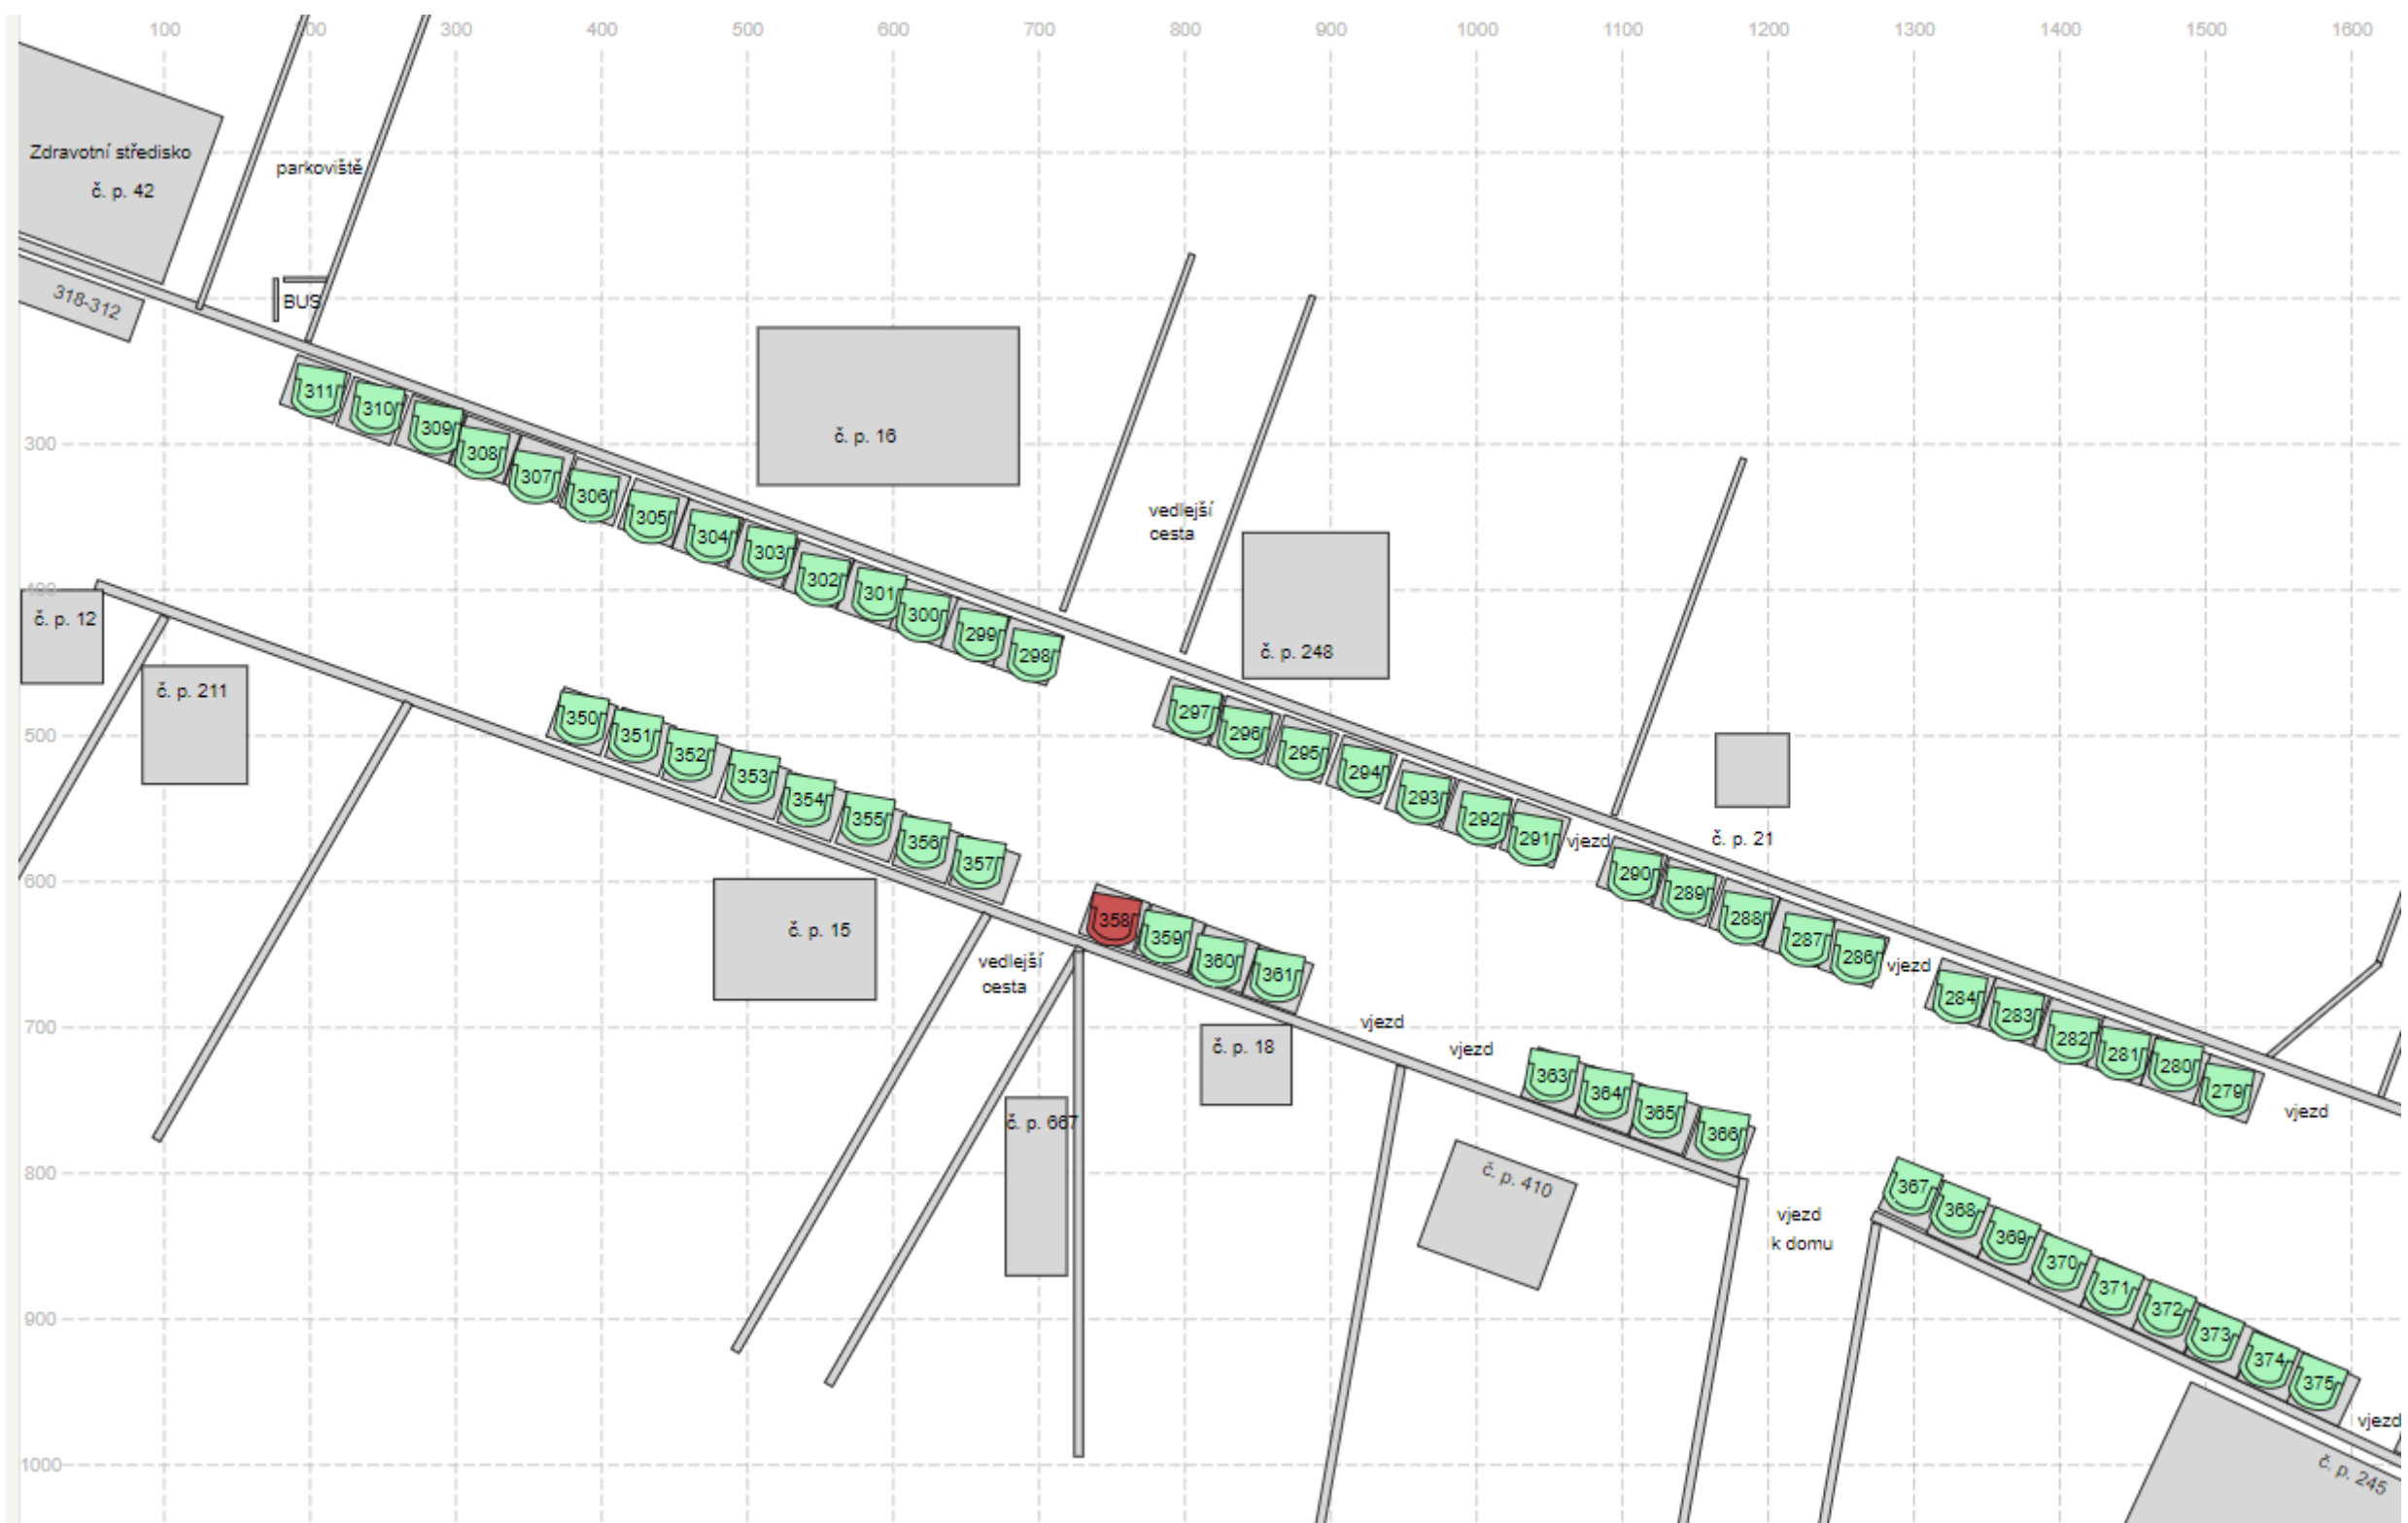 100 200 300 400 500 600 700 800 900 1000 1100 1200 1300 1400 1500 1600
Zdravotní středisko
č. p. 42
parkoviště
318-312
BUS
311
310
309
308
307
306
305
304
303
302
301
300
299
298
č. p. 16
300
vedlejší
cesta
č. p. 248
400
č. p. 12
č. p. 211
297
296
295
294
293
292
291
vjezd
290
289
288
287
286
vjezd
č. p. 21
284
283
282
281
280
279
vjezd
500
350
351
352
353
354
355
356
357
600
č. p. 15
vedlejší
cesta
358
359
360
361
700
č. p. 18
č. p. 667
vjezd
vjezd
363
364
365
366
č. p. 410
800
vjezd
k domu
367
368
369
370
371
372
373
374
375
vjezd
900
1000
č. p. 245